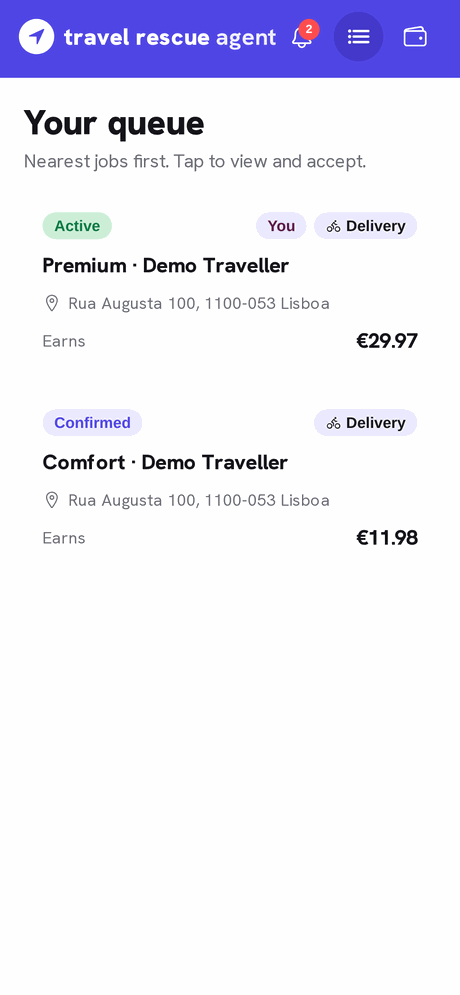 travel rescue agent
2
Your queue
Nearest jobs first. Tap to view and accept.
Active
You
Delivery
Premium · Demo Traveller
Rua Augusta 100, 1100-053 Lisboa
Earns
€29.97
Confirmed
Delivery
Comfort · Demo Traveller
Rua Augusta 100, 1100-053 Lisboa
Earns
€11.98